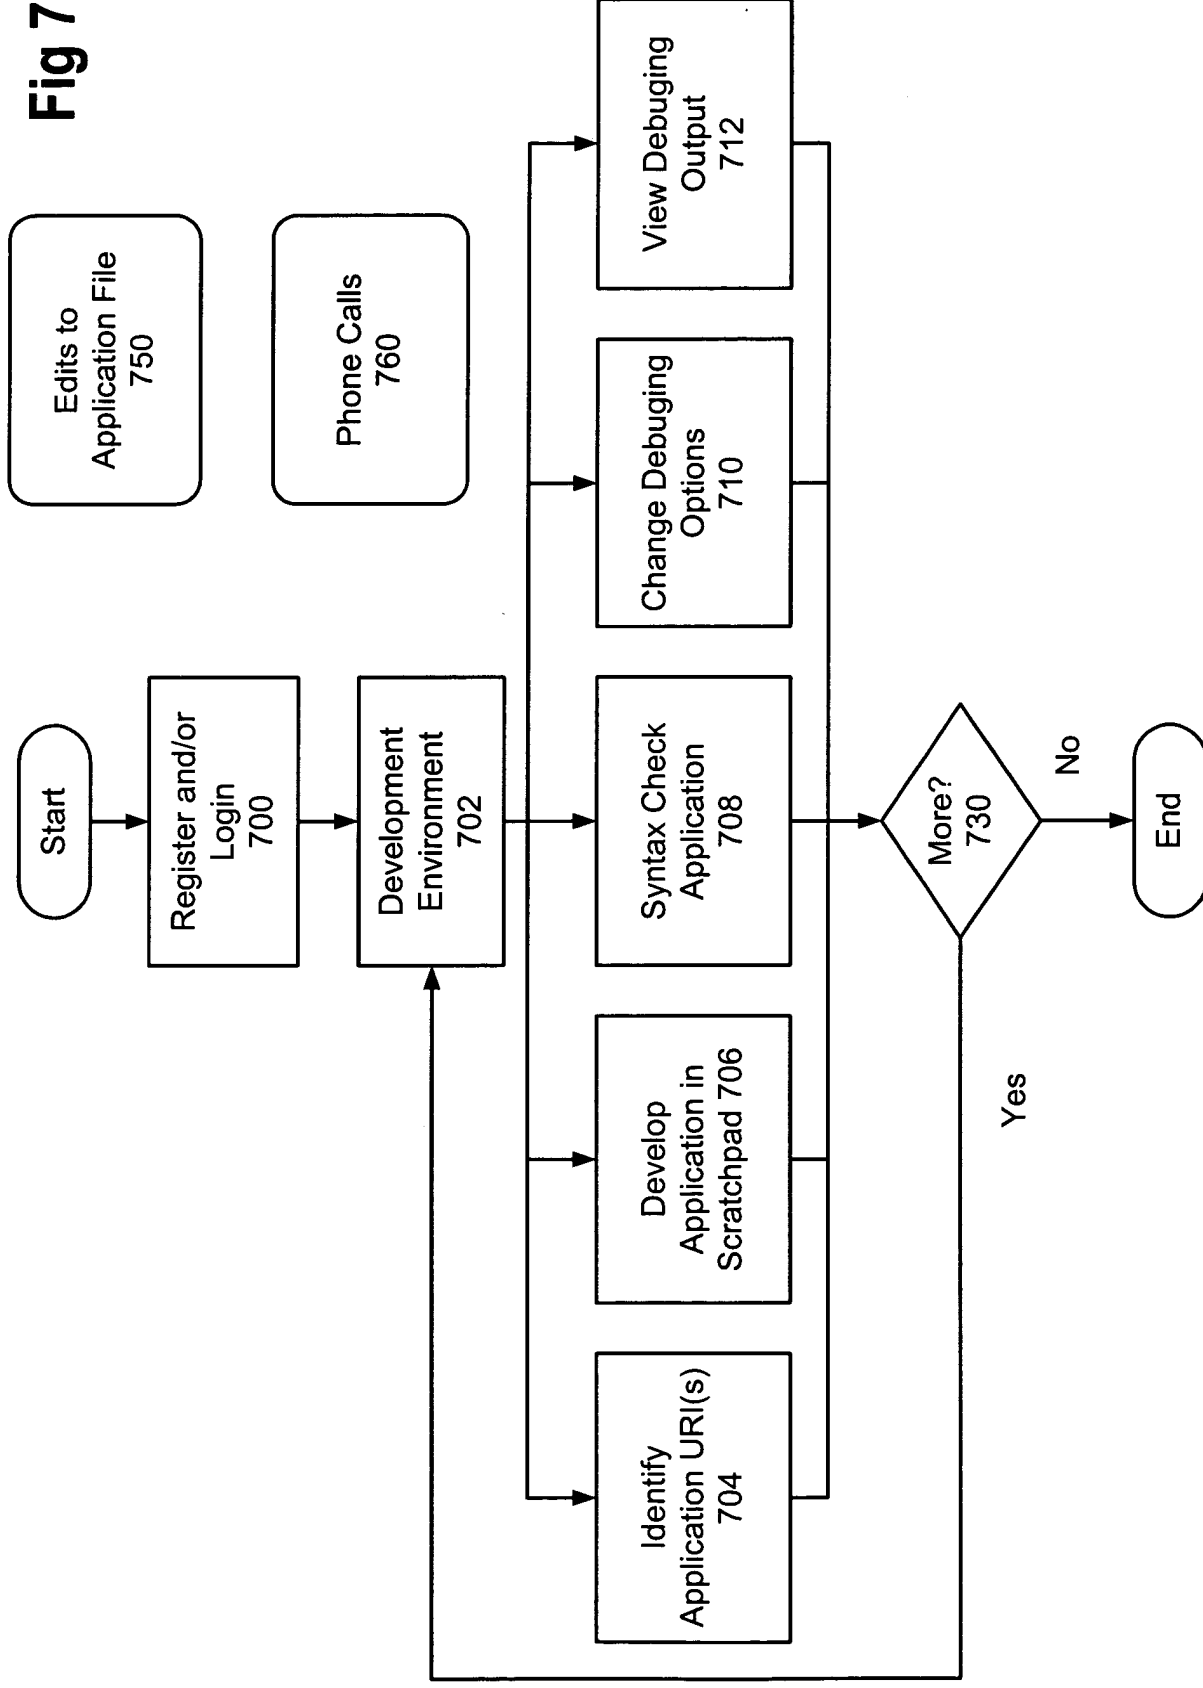 Fig 7
Start
Edits to
Application File
750
Register and/or
Login
700
Phone Calls
760
Development
Environment
702
Identify
Application URI(s)
704
Develop
Application in
Scratchpad 706
Syntax Check
Application
708
Change Debuging
Options
710
View Debuging
Output
712
More?
730
Yes
No
End